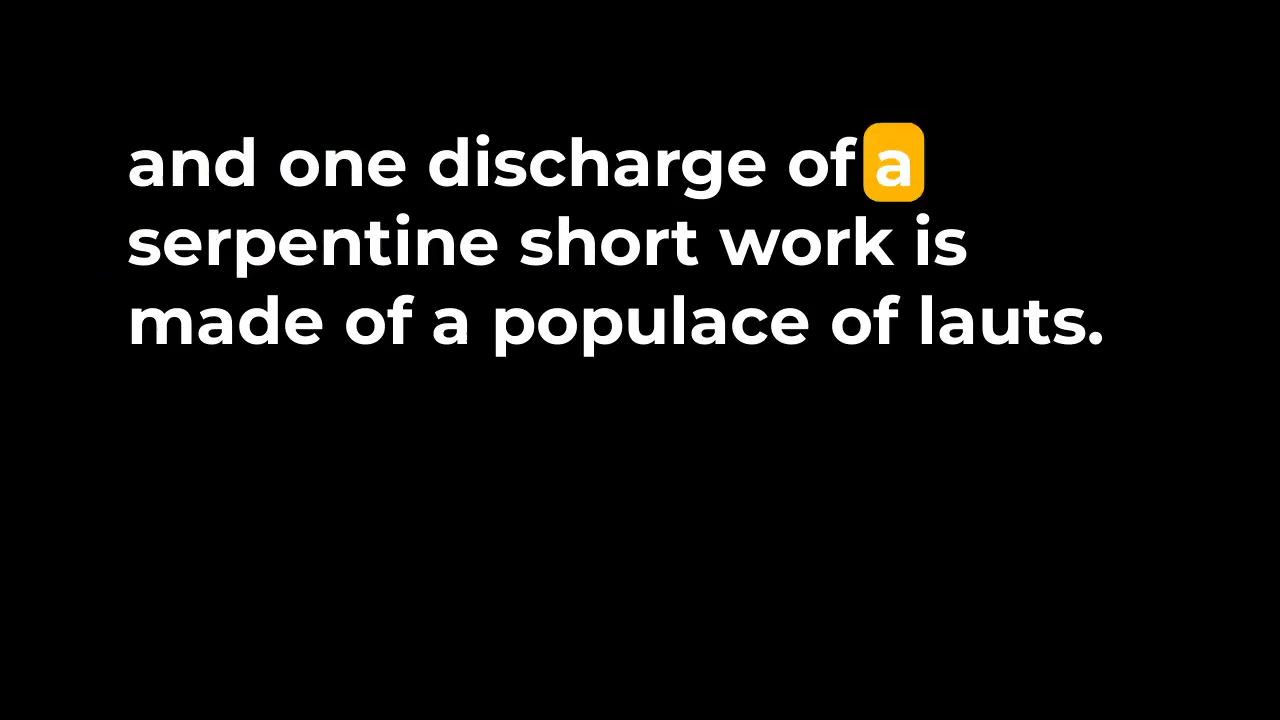 and one discharge of a
serpentine short work is
made of a populace of lauts.